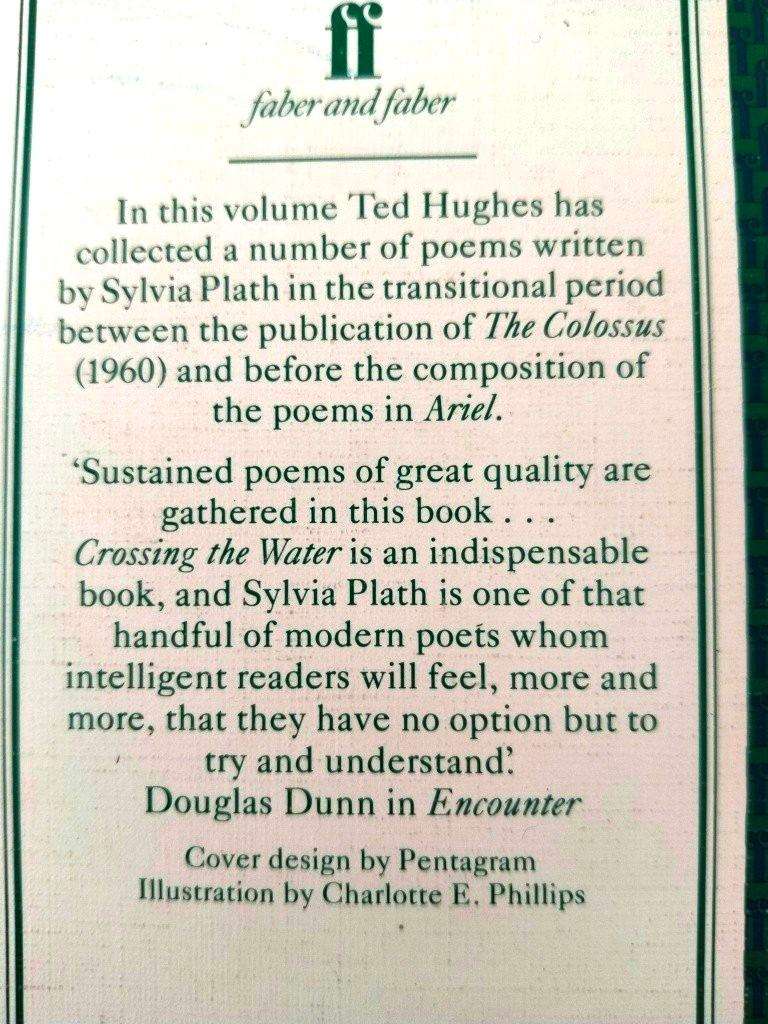 ff
faber and faber
In this volume Ted Hughes has
collected a number of poems written
by Sylvia Plath in the transitional period
between the publication of The Colossus
(1960) and before the composition of
the poems in Ariel.
‘Sustained poems of great quality are
gathered in this book . . .
Crossing the Water is an indispensable
book, and Sylvia Plath is one of that
handful of modern poets whom
intelligent readers will feel, more and
more, that they have no option but to
try and understand’.
Douglas Dunn in Encounter
Cover design by Pentagram
Illustration by Charlotte E. Phillips